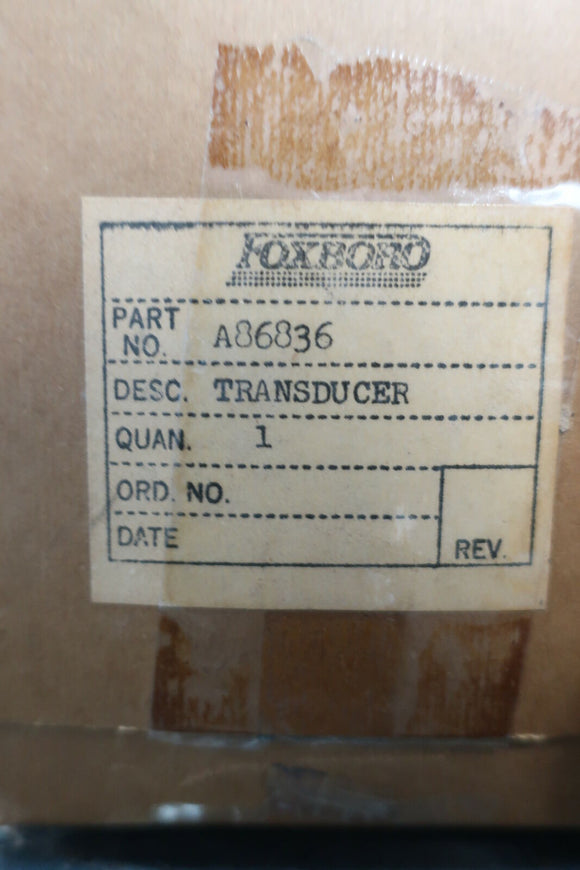 FOXBORO
PART NO. A86836
DESC. TRANSDUCER
QUAN. 1
ORD. NO.
DATE
REV.